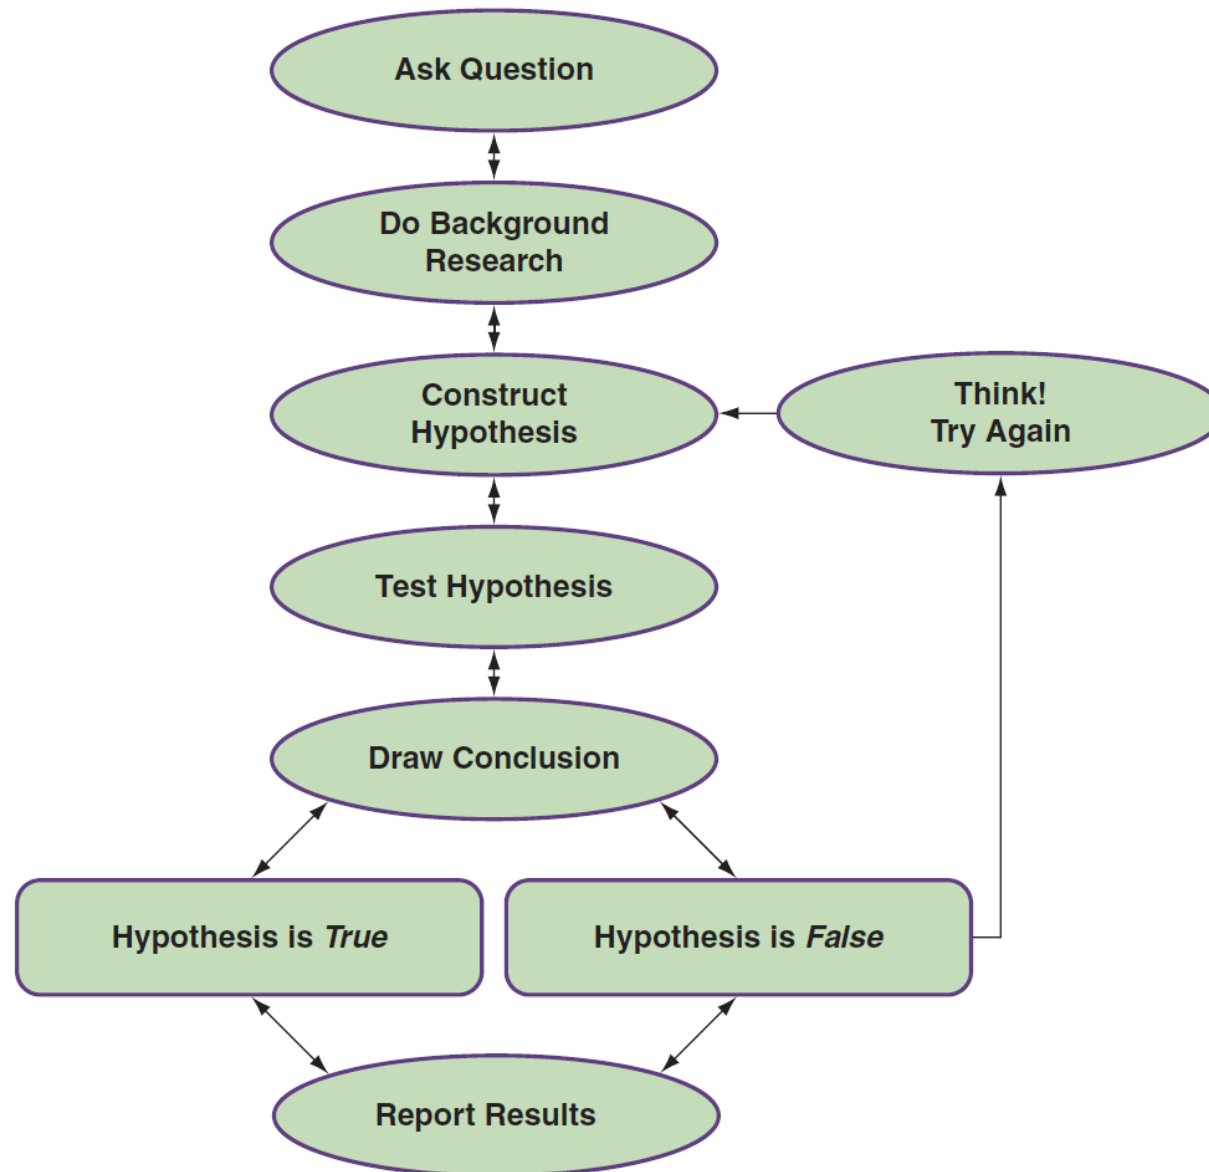 Ask Question
Do Background
Research
Construct
Hypothesis
Think!
Try Again
Test Hypothesis
Draw Conclusion
Hypothesis is True
Hypothesis is False
Report Results